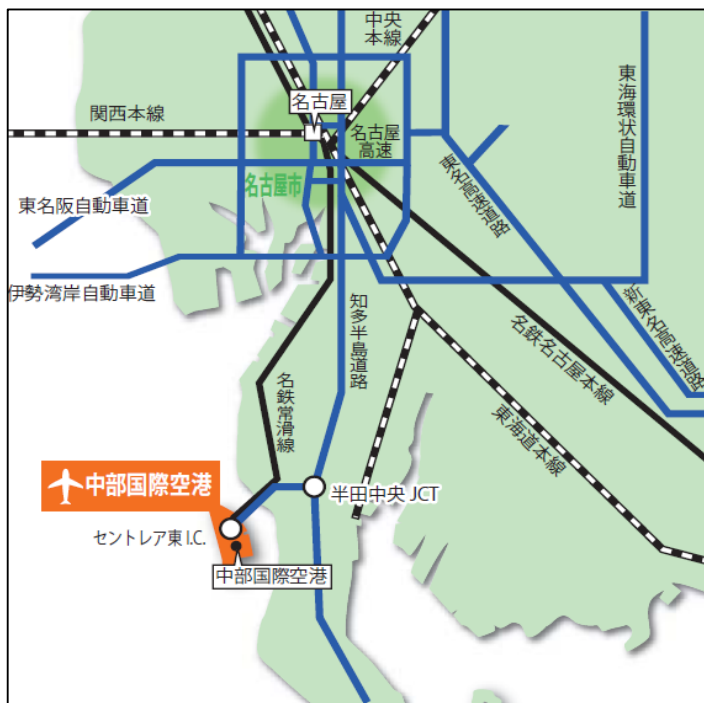 中央
本線
関西本線
名古屋
名古屋
高速
東海環状自動車道
東名高速道路
名古屋市
東名阪自動車道
伊勢湾岸自動車道
知多半島道路
新東名高速道路
名鉄名古屋本線
名鉄常滑線
東海道本線
中部国際空港
半田中央JCT
セントレア東I.C.
中部国際空港